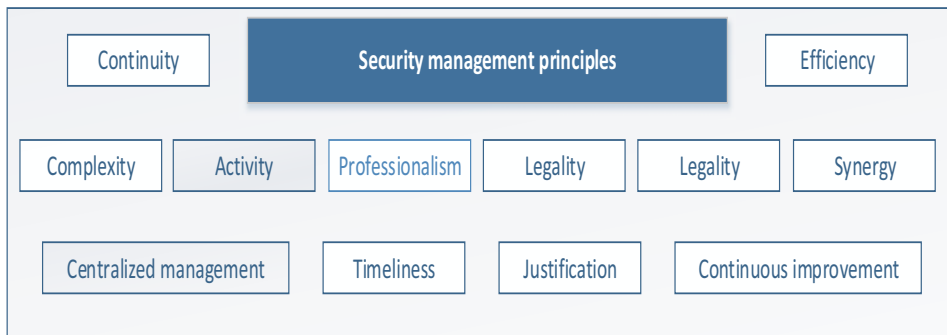 Continuity
Security management principles
Efficiency
Complexity
Activity
Professionalism
Legality
Legality
Synergy
Centralized management
Timeliness
Justification
Continuous improvement